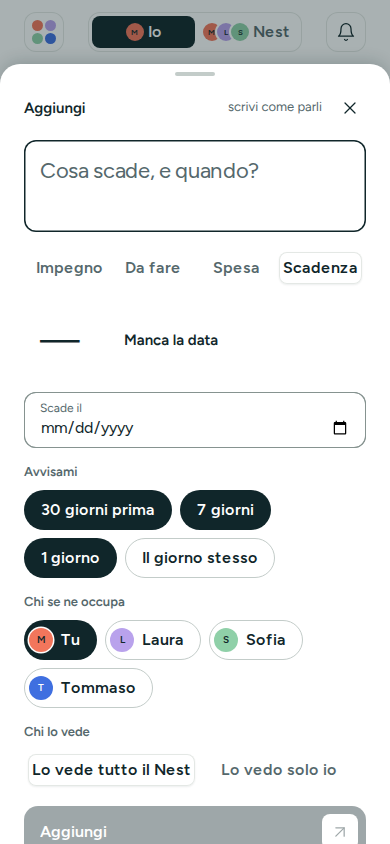 M Io M L S Nest
Aggiungi scrivi come parli
Cosa scade, e quando?
Impegno Da fare Spesa Scadenza
Manca la data
Scade il
mm/dd/yyyy
Avvisami
30 giorni prima 7 giorni
1 giorno Il giorno stesso
Chi se ne occupa
M Tu L Laura S Sofia
T Tommaso
Chi lo vede
Lo vede tutto il Nest Lo vedo solo io
Aggiungi